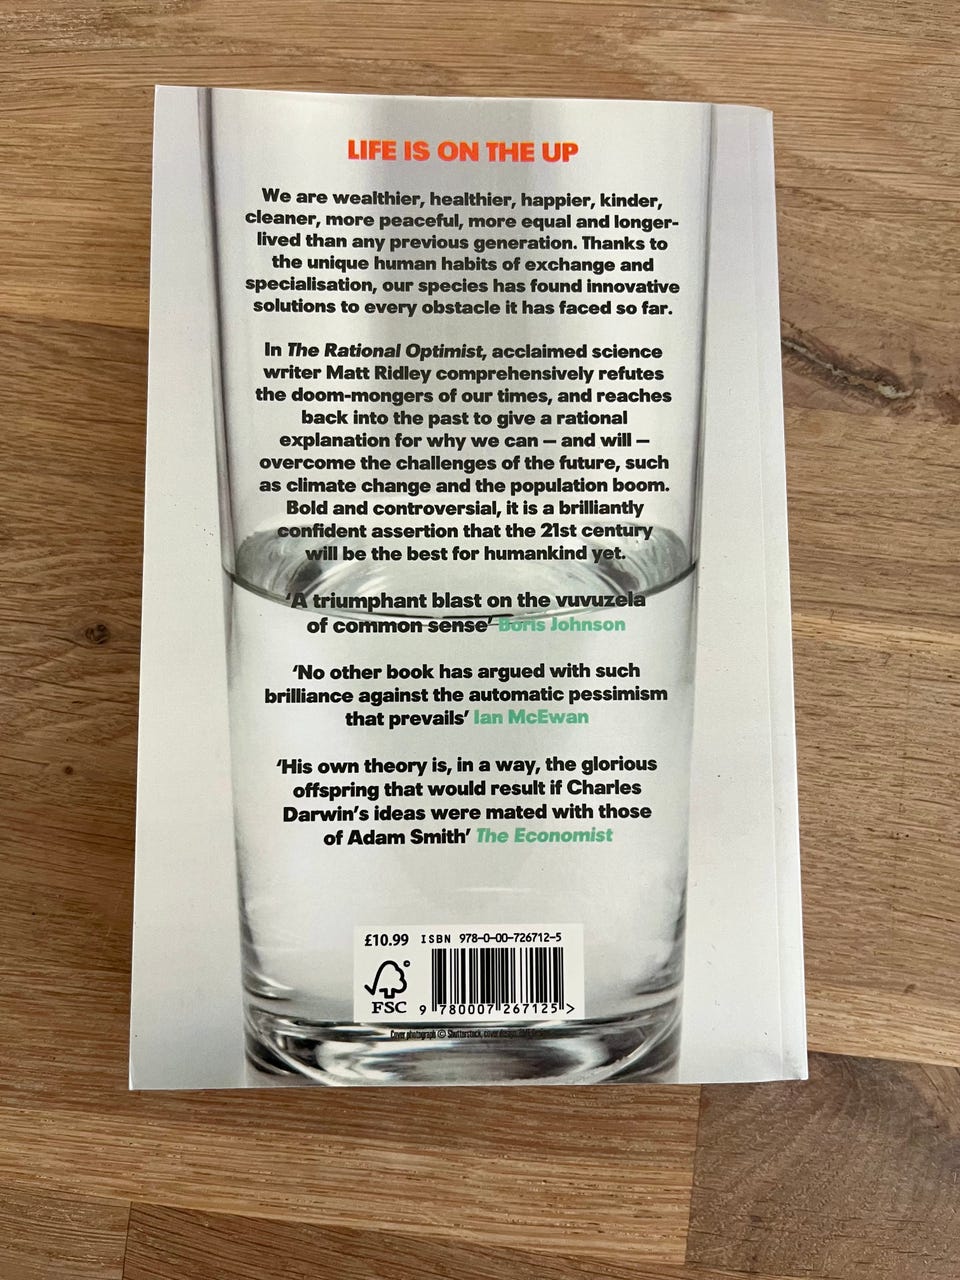 LIFE IS ON THE UP
We are wealthier, healthier, happier, kinder,
cleaner, more peaceful, more equal and longer-
lived than any previous generation. Thanks to
the unique human habits of exchange and
specialisation, our species has found innovative
solutions to every obstacle it has faced so far.
In The Rational Optimist, acclaimed science
writer Matt Ridley comprehensively refutes
the doom-mongers of our times, and reaches
back into the past to give a rational
explanation for why we can – and will –
overcome the challenges of the future, such
as climate change and the population boom.
Bold and controversial, it is a brilliantly
confident assertion that the 21st century
will be the best for humankind yet.
‘A triumphant blast on the vuvuzela
of common sense’ Boris Johnson
‘No other book has argued with such
brilliance against the automatic pessimism
that prevails’ Ian McEwan
‘His own theory is, in a way, the glorious
offspring that would result if Charles
Darwin’s ideas were mated with those
of Adam Smith’ The Economist
£10.99 ISBN 978-0-00-726712-5
FSC
9 780007 267125 >
Cover photograph © Shutterstock, cover design